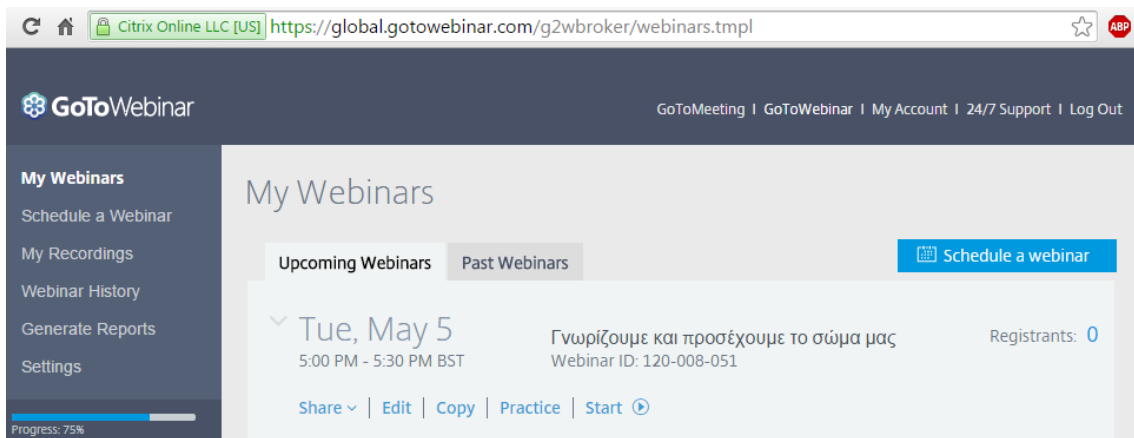 Citrix Online LLC [US] https://global.gotowebinar.com/g2wbroker/webinars.tmpl ABP
GoToWebinar
GoToMeeting | GoToWebinar | My Account | 24/7 Support | Log Out
My Webinars
Schedule a Webinar
My Recordings
Webinar History
Generate Reports
Settings
Progress: 75%
My Webinars
Upcoming Webinars Past Webinars
Schedule a webinar
Tue, May 5
5:00 PM - 5:30 PM BST
Γνωρίζουμε και προσέχουμε το σώμα μας
Webinar ID: 120-008-051
Registrants: 0
Share | Edit | Copy | Practice | Start